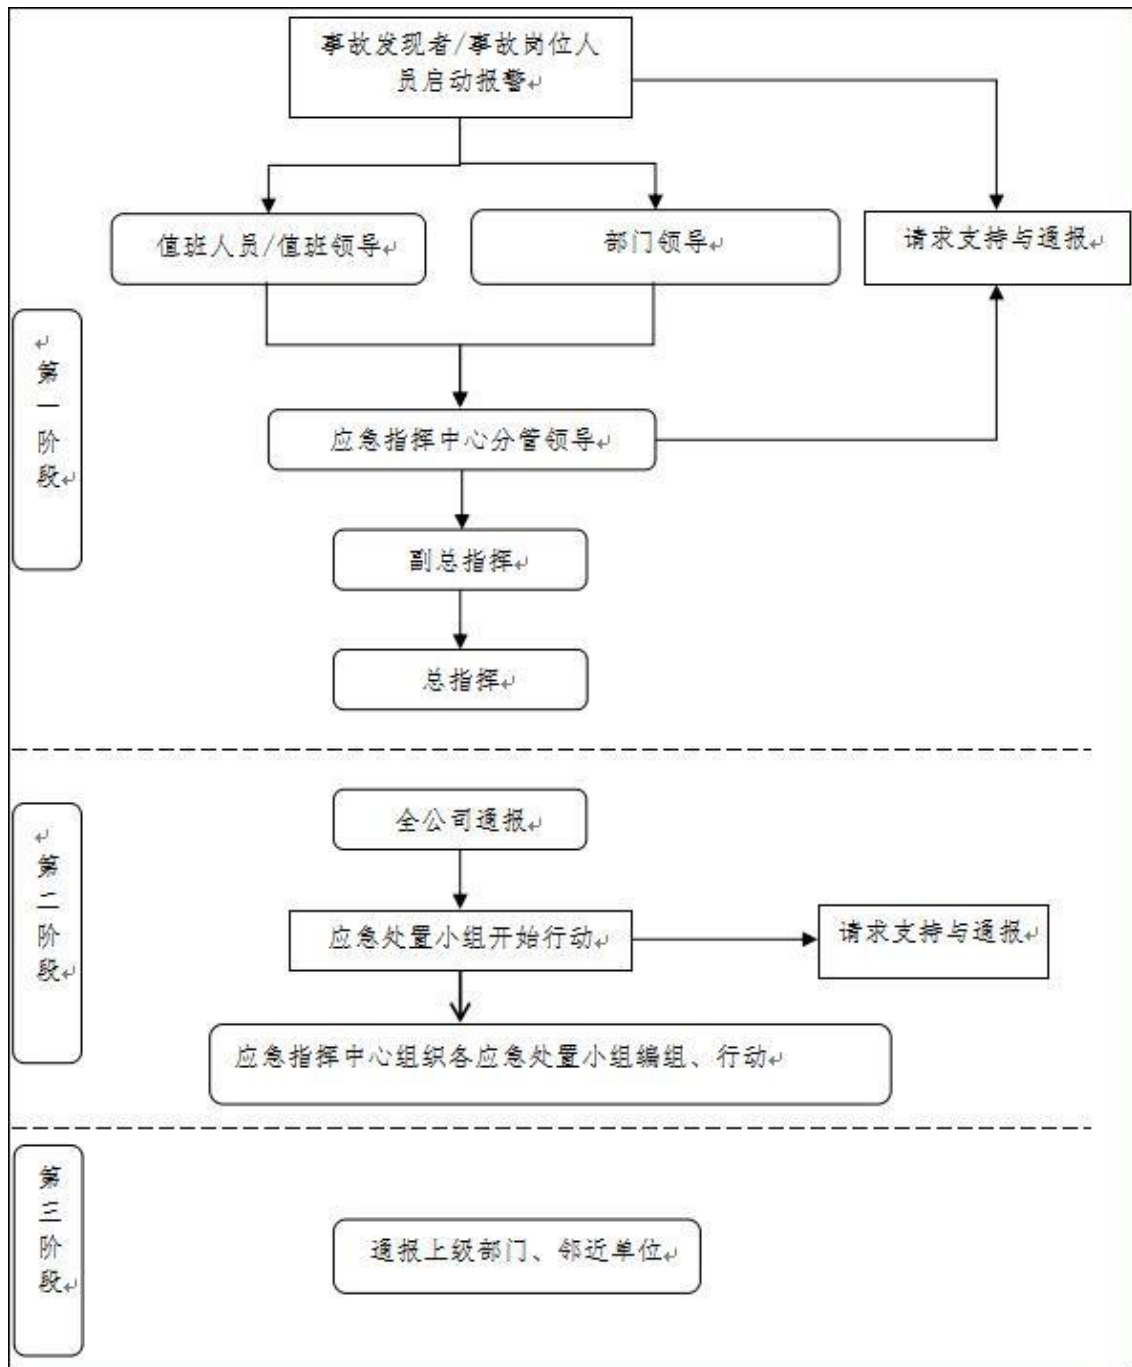 事故发现者/事故岗位人
员启动报警↵
值班人员/值班领导↵
部门领导↵
请求支持与通报↵
↵
第
一
阶
段↵
应急指挥中心分管领导↵
副总指挥↵
总指挥↵
↵
第
二
阶
段↵
全公司通报↵
应急处置小组开始行动↵
请求支持与通报↵
应急指挥中心组织各应急处置小组编组、行动↵
第
三
阶
段↵
通报上级部门、邻近单位↵